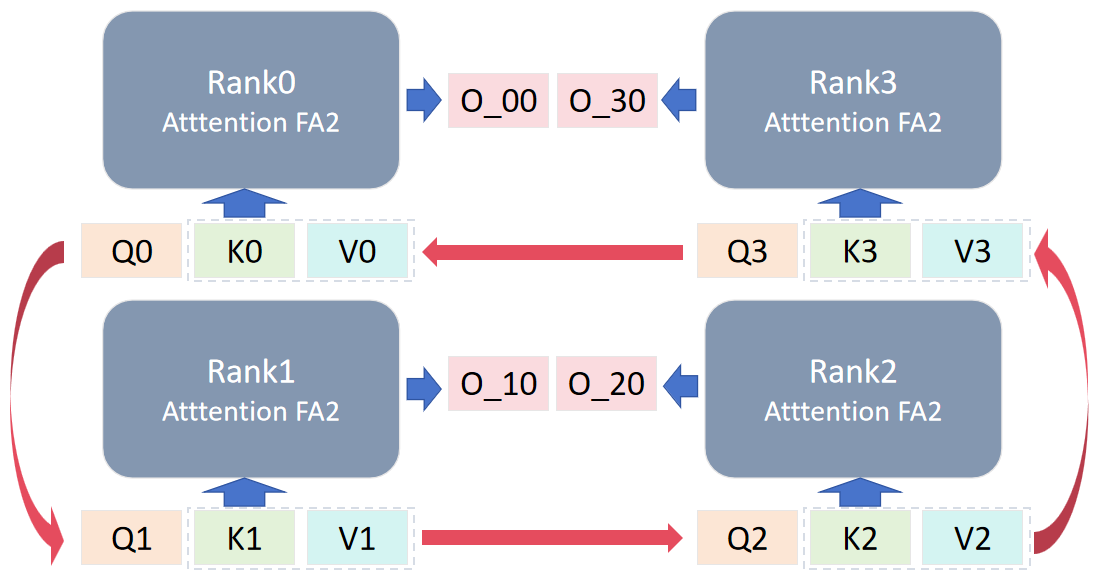 Rank0
Atttention FA2
O_00 O_30
Rank3
Atttention FA2
Q0 K0 V0
Q3 K3 V3
Rank1
Atttention FA2
O_10 O_20
Rank2
Atttention FA2
Q1 K1 V1
Q2 K2 V2